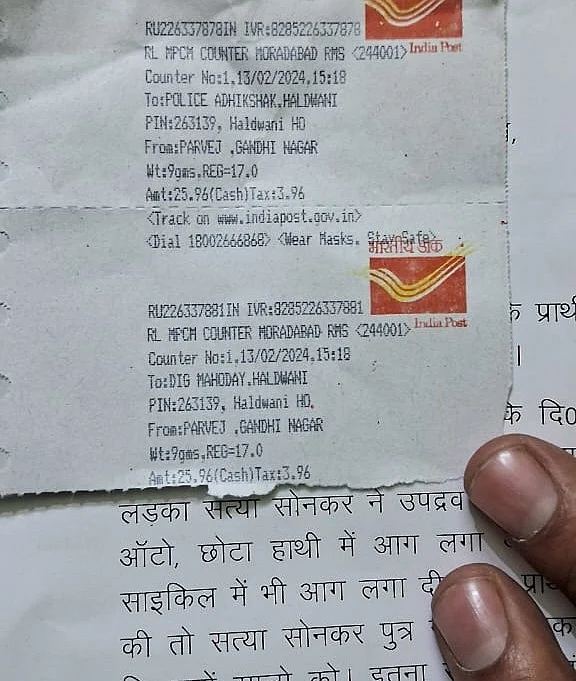 RU226337878IN IVR:8285226337878
RL MPCM COUNTER MORADABAD RMS <244001>
India Post
Counter No:1,13/02/2024,15:18
To:POLICE ADHIKSHAK,HALDWANI
PIN:263139, Haldwani HO
From:PARVEJ ,GANDHI NAGAR
Wt:9gms,REG=17.0
Amt:25.96(Cash)Tax:3.96
<Track on www.indiapost.gov.in>
<Dial 18002666868> <Wear Masks, Stay Safe>
भारतीय डाक
RU226337881IN IVR:8285226337881
RL MPCM COUNTER MORADABAD RMS <244001>
India Post
Counter No:1,13/02/2024,15:18
To:DIG MAHODAY,HALDWANI
PIN:263139, Haldwani HO,
From:PARVEJ ,GANDHI NAGAR
Wt:9gms,REG=17.0
Amt:25.96(Cash)Tax:3.96
के दि0
लड़का सत्या सोनकर ने उपद्रव
ऑटो, छोटा हाथी में आग लगा
साइकिल में भी आग लगा
की तो सत्या सोनकर पुत्र
को। इतना